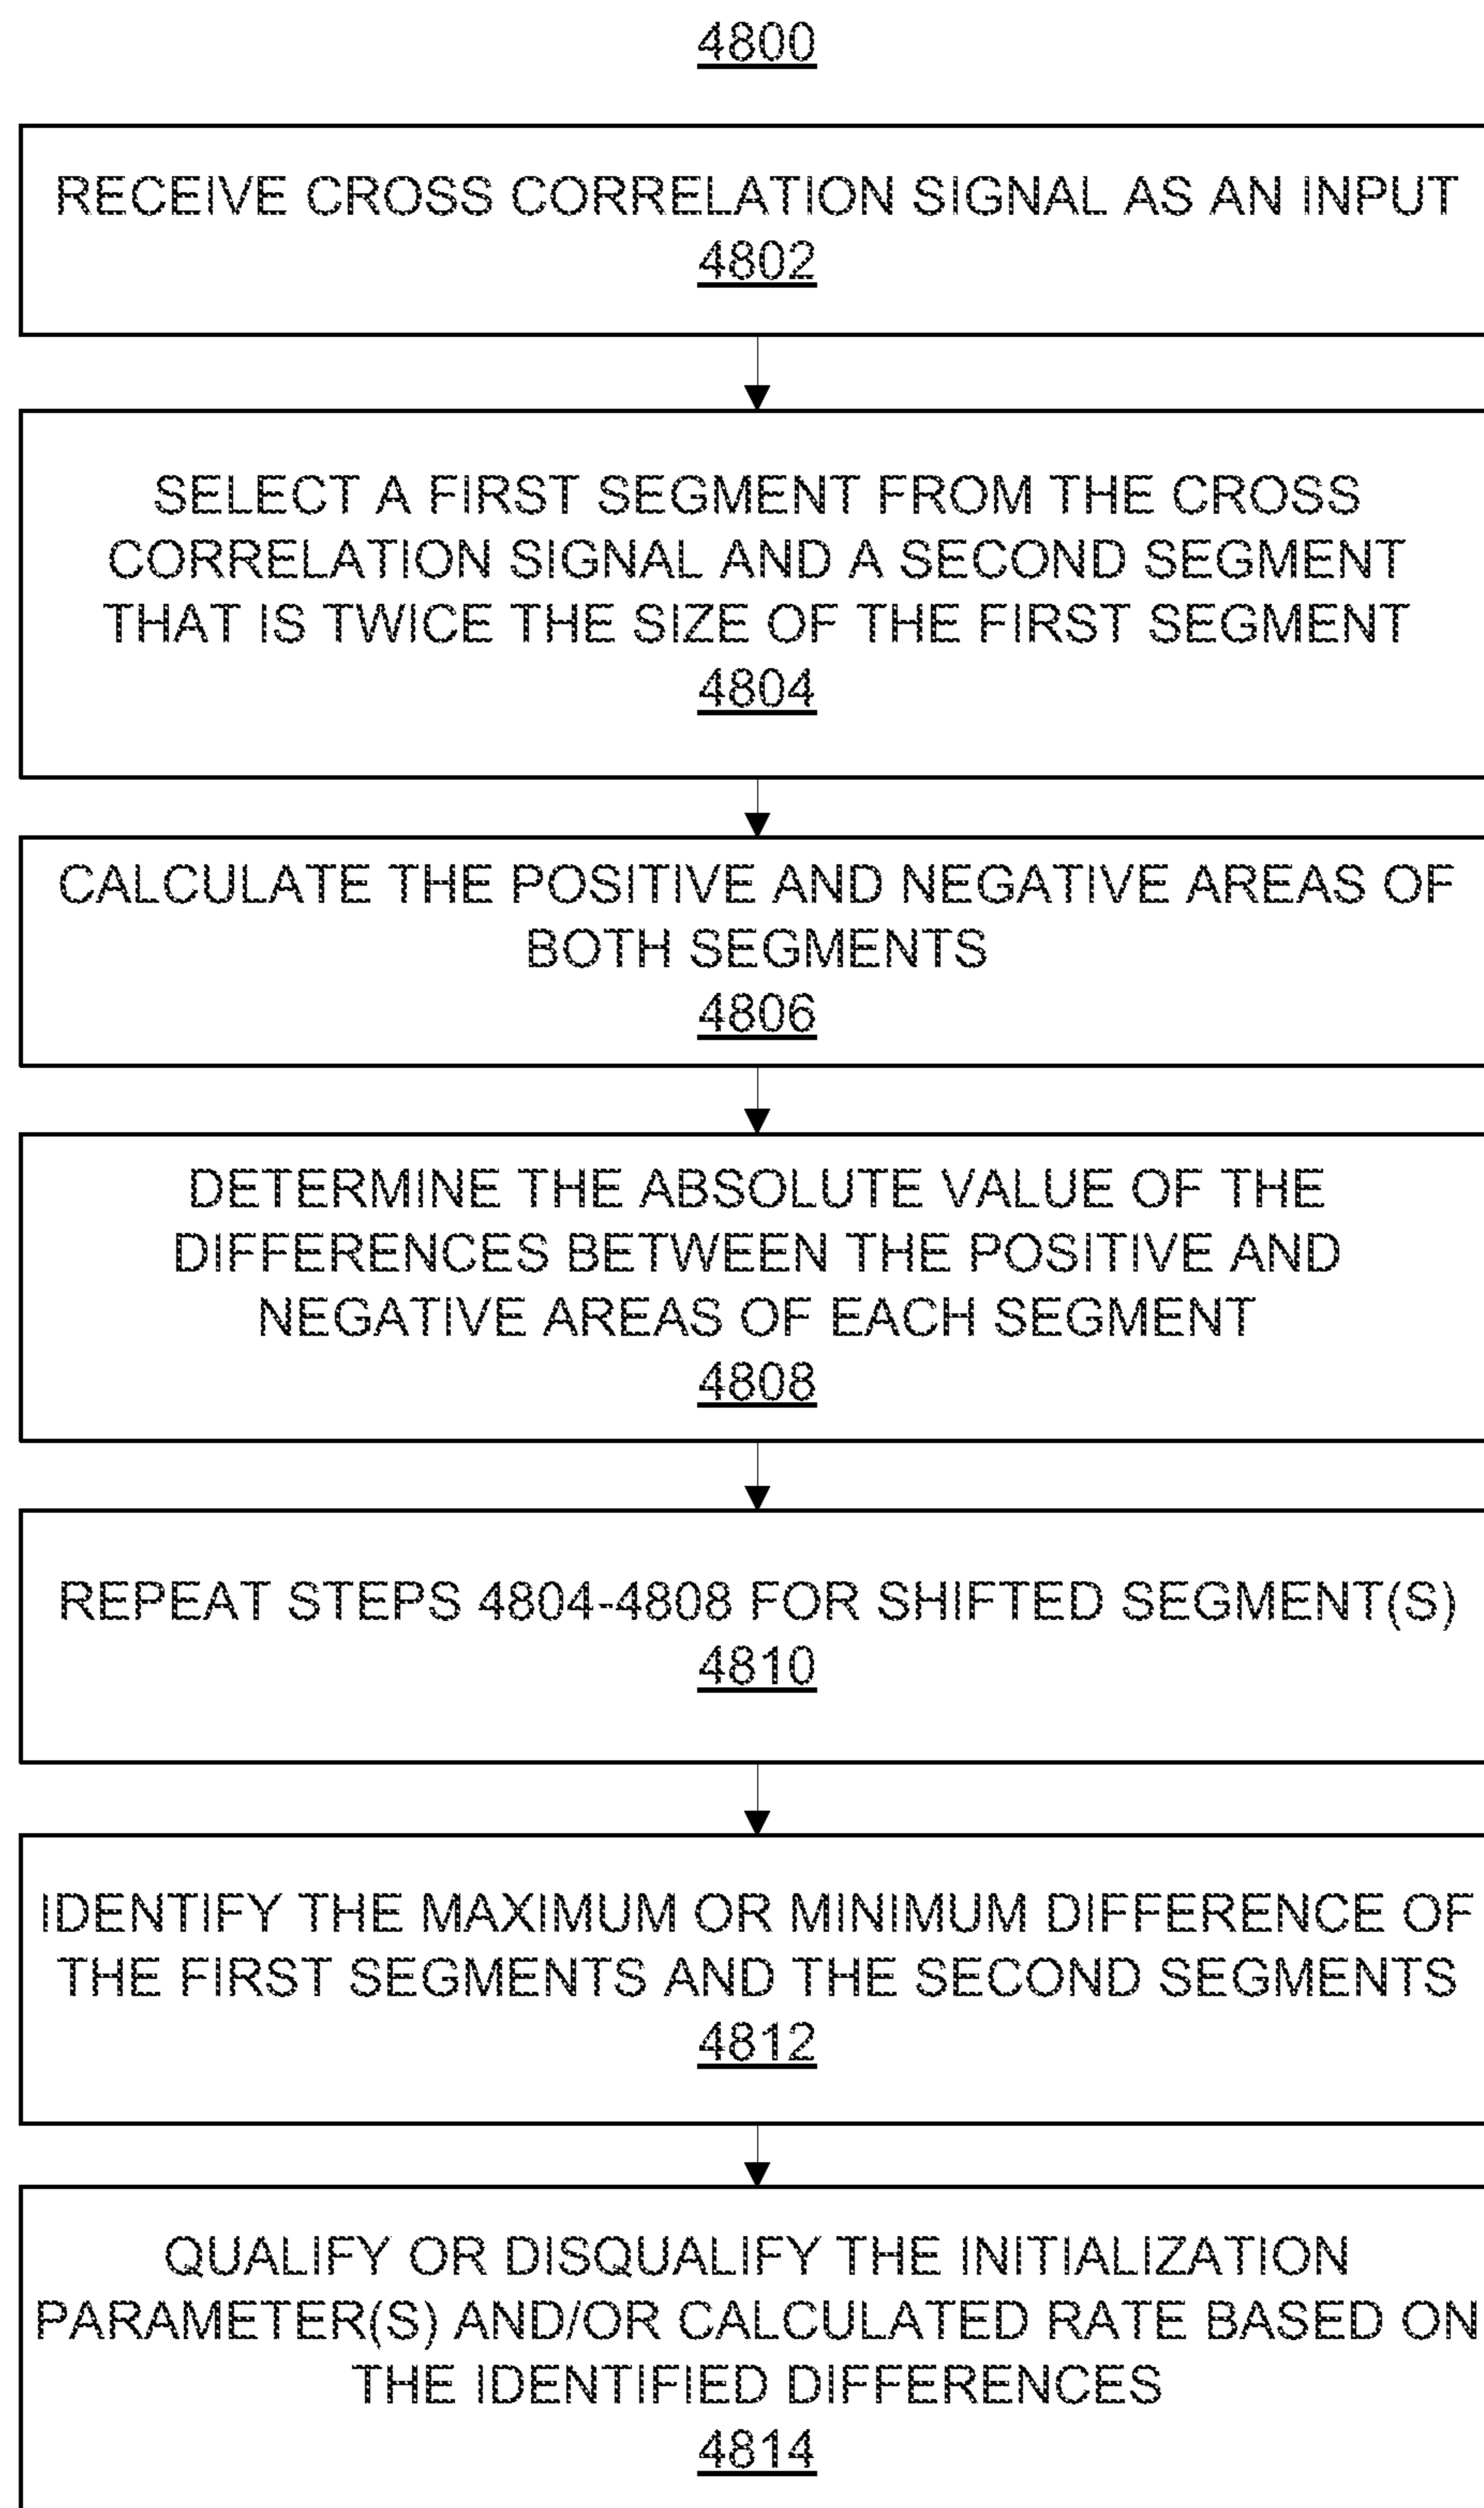 4800
RECEIVE CROSS CORRELATION SIGNAL AS AN INPUT
4802
SELECT A FIRST SEGMENT FROM THE CROSS
CORRELATION SIGNAL AND A SECOND SEGMENT
THAT IS TWICE THE SIZE OF THE FIRST SEGMENT
4804
CALCULATE THE POSITIVE AND NEGATIVE AREAS OF
BOTH SEGMENTS
4806
DETERMINE THE ABSOLUTE VALUE OF THE
DIFFERENCES BETWEEN THE POSITIVE AND
NEGATIVE AREAS OF EACH SEGMENT
4808
REPEAT STEPS 4804-4808 FOR SHIFTED SEGMENT(S)
4810
IDENTIFY THE MAXIMUM OR MINIMUM DIFFERENCE OF
THE FIRST SEGMENTS AND THE SECOND SEGMENTS
4812
QUALIFY OR DISQUALIFY THE INITIALIZATION
PARAMETER(S) AND/OR CALCULATED RATE BASED ON
THE IDENTIFIED DIFFERENCES
4814